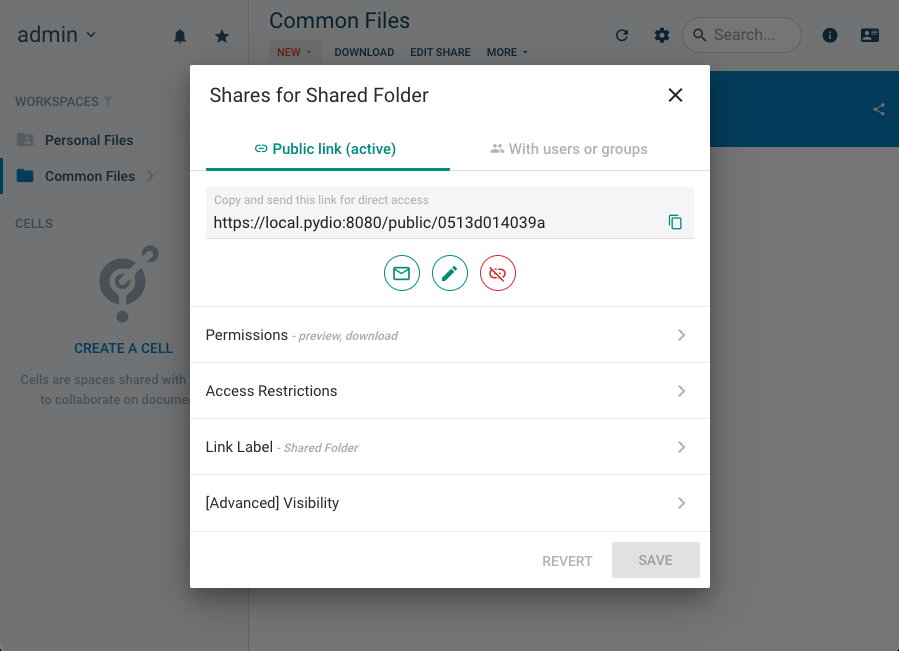 admin
Common Files
NEW DOWNLOAD EDIT SHARE MORE
Search...
WORKSPACES
Personal Files
Common Files
CELLS
CREATE A CELL
Cells are spaces shared with
to collaborate on docume
Shares for Shared Folder
Public link (active)
With users or groups
Copy and send this link for direct access
https://local.pydio:8080/public/0513d014039a
Permissions - preview, download
Access Restrictions
Link Label - Shared Folder
[Advanced] Visibility
REVERT
SAVE